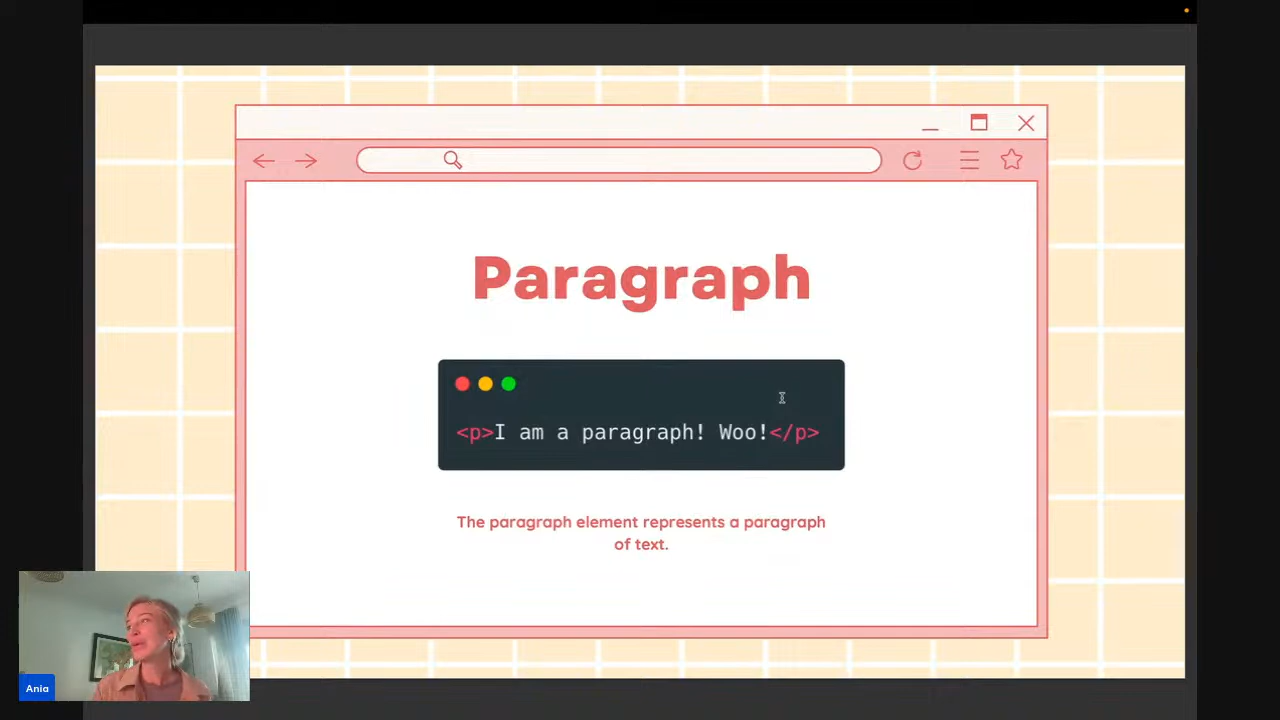 Paragraph
<p>I am a paragraph! Woo!</p>
The paragraph element represents a paragraph
of text.
Ania